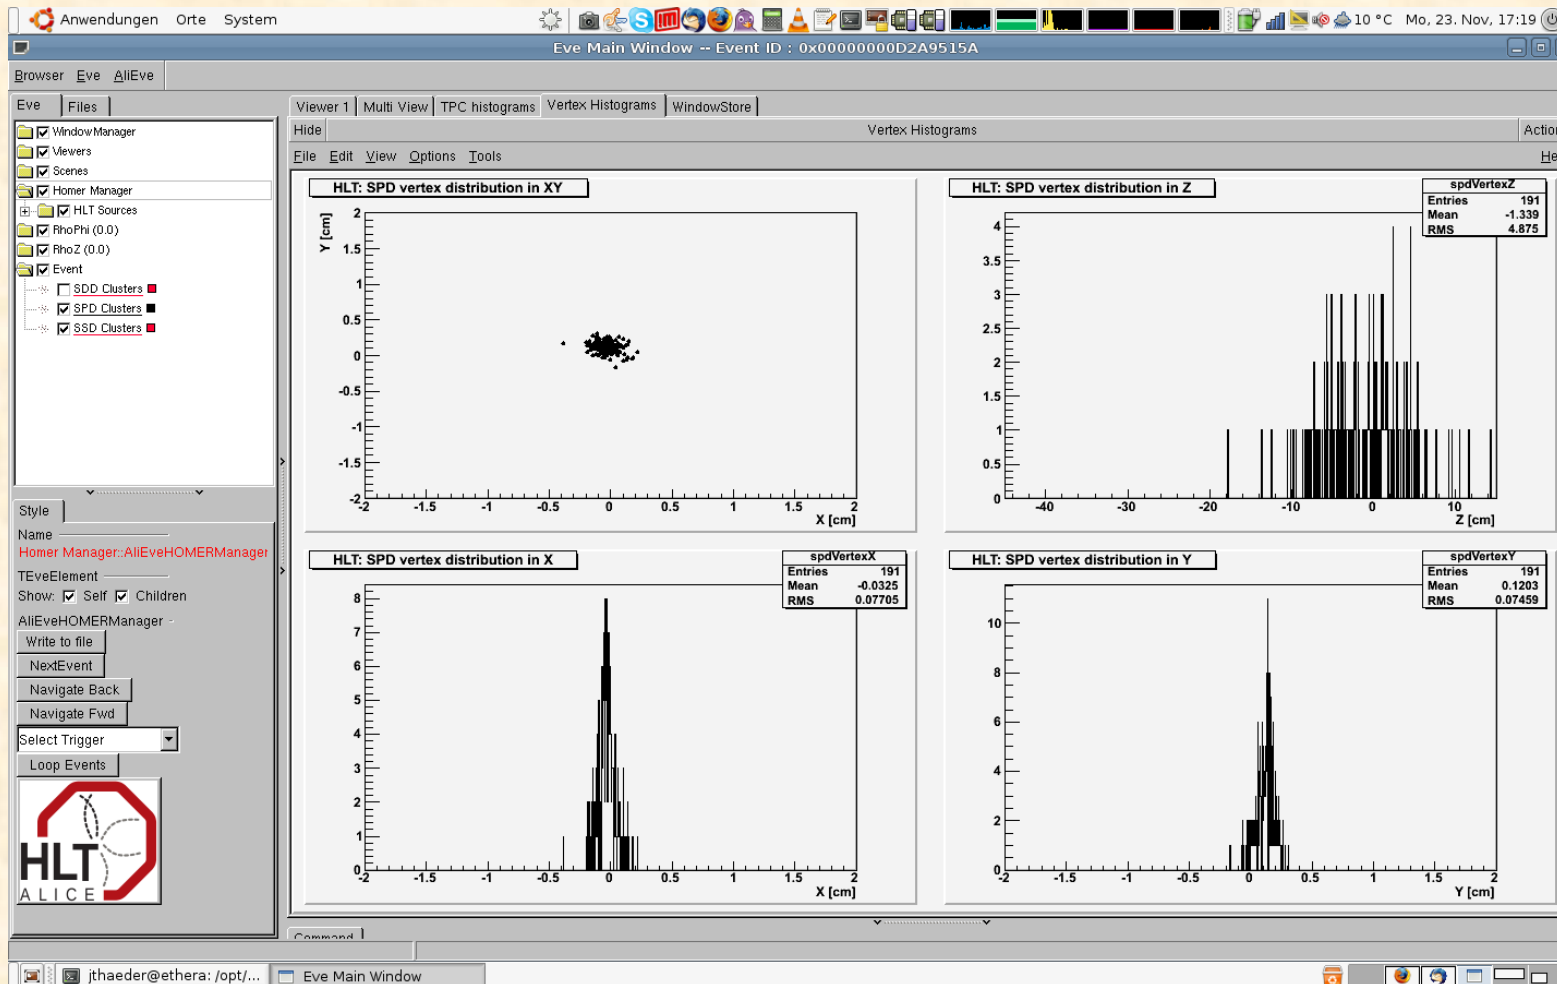 Anwendungen Orte System
10 °C Mo, 23. Nov, 17:19
Eve Main Window -- Event ID : 0x00000000D2A9515A
Browser Eve AliEve
Eve Files
WindowManager
Viewers
Scenes
Homer Manager
HLT Sources
RhoPhi (0.0)
RhoZ (0.0)
Event
SDD Clusters
SPD Clusters
SSD Clusters
Style
Name
Homer Manager::AliEveHOMERManager
TEveElement
Show: Self Children
AliEveHOMERManager
Write to file
NextEvent
Navigate Back
Navigate Fwd
Select Trigger
Loop Events
HLT
ALICE
Viewer 1 Multi View TPC histograms Vertex Histograms WindowStore
Hide Vertex Histograms Action
File Edit View Options Tools He
HLT: SPD vertex distribution in XY
Y [cm]
2
1.5
1
0.5
0
-0.5
-1
-1.5
-2
-2 -1.5 -1 -0.5 0 0.5 1 1.5 2
X [cm]
HLT: SPD vertex distribution in Z
spdVertexZ
Entries 191
Mean -1.339
RMS 4.875
4
3.5
3
2.5
2
1.5
1
0.5
0
-40 -30 -20 -10 0 10
Z [cm]
HLT: SPD vertex distribution in X
spdVertexX
Entries 191
Mean -0.0325
RMS 0.07705
8
7
6
5
4
3
2
1
0
-2 -1.5 -1 -0.5 0 0.5 1 1.5 2
X [cm]
HLT: SPD vertex distribution in Y
spdVertexY
Entries 191
Mean 0.1203
RMS 0.07459
10
8
6
4
2
0
-2 -1.5 -1 -0.5 0 0.5 1 1.5 2
Y [cm]
Command
jthaeder@ethera: /opt/... Eve Main Window